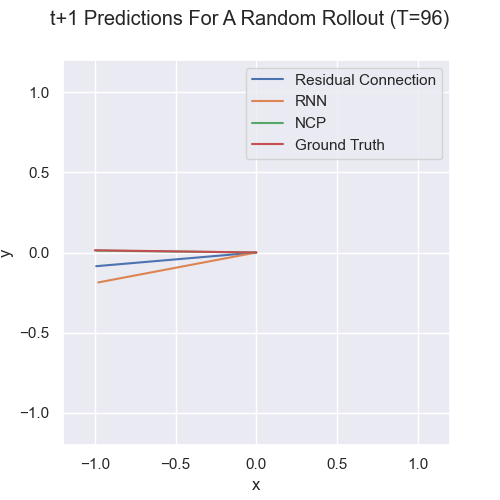 t+1 Predictions For A Random Rollout (T=96)
Residual Connection
RNN
NCP
Ground Truth
1.0
0.5
0.0
−0.5
−1.0
y
−1.0 −0.5 0.0 0.5 1.0
x